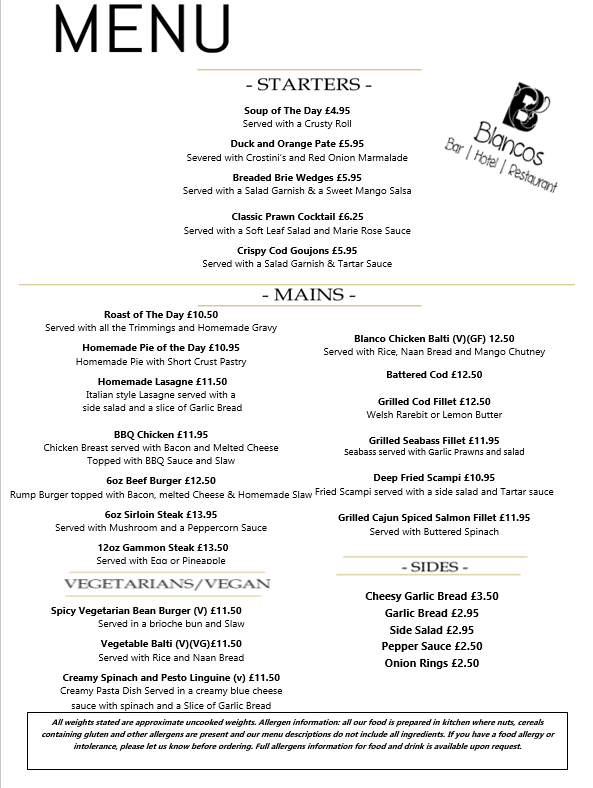 MENU
- STARTERS -
Soup of The Day £4.95
Served with a Crusty Roll
Duck and Orange Pate £5.95
Severed with Crostini's and Red Onion Marmalade
Breaded Brie Wedges £5.95
Served with a Salad Garnish & a Sweet Mango Salsa
Classic Prawn Cocktail £6.25
Served with a Soft Leaf Salad and Marie Rose Sauce
Crispy Cod Goujons £5.95
Served with a Salad Garnish & Tartar Sauce
B
Blancos
Bar | Hotel | Restaurant
- MAINS -
Roast of The Day £10.50
Served with all the Trimmings and Homemade Gravy
Homemade Pie of the Day £10.95
Homemade Pie with Short Crust Pastry
Homemade Lasagne £11.50
Italian style Lasagne served with a
side salad and a slice of Garlic Bread
BBQ Chicken £11.95
Chicken Breast served with Bacon and Melted Cheese
Topped with BBQ Sauce and Slaw
6oz Beef Burger £12.50
Rump Burger topped with Bacon, melted Cheese & Homemade Slaw
6oz Sirloin Steak £13.95
Served with Mushroom and a Peppercorn Sauce
12oz Gammon Steak £13.50
Served with Egg or Pineapple
Blanco Chicken Balti (V)(GF) 12.50
Served with Rice, Naan Bread and Mango Chutney
Battered Cod £12.50
Grilled Cod Fillet £12.50
Welsh Rarebit or Lemon Butter
Grilled Seabass Fillet £11.95
Seabass served with Garlic Prawns and salad
Deep Fried Scampi £10.95
Fried Scampi served with a side salad and Tartar sauce
Grilled Cajun Spiced Salmon Fillet £11.95
Served with Buttered Spinach
VEGETARIANS/VEGAN
Spicy Vegetarian Bean Burger (V) £11.50
Served in a brioche bun and Slaw
Vegetable Balti (V)(VG)£11.50
Served with Rice and Naan Bread
Creamy Spinach and Pesto Linguine (v) £11.50
Creamy Pasta Dish Served in a creamy blue cheese
sauce with spinach and a Slice of Garlic Bread
- SIDES -
Cheesy Garlic Bread £3.50
Garlic Bread £2.95
Side Salad £2.95
Pepper Sauce £2.50
Onion Rings £2.50
All weights stated are approximate uncooked weights. Allergen information: all our food is prepared in kitchen where nuts, cereals
containing gluten and other allergens are present and our menu descriptions do not include all ingredients. If you have a food allergy or
intolerance, please let us know before ordering. Full allergens information for food and drink is available upon request.